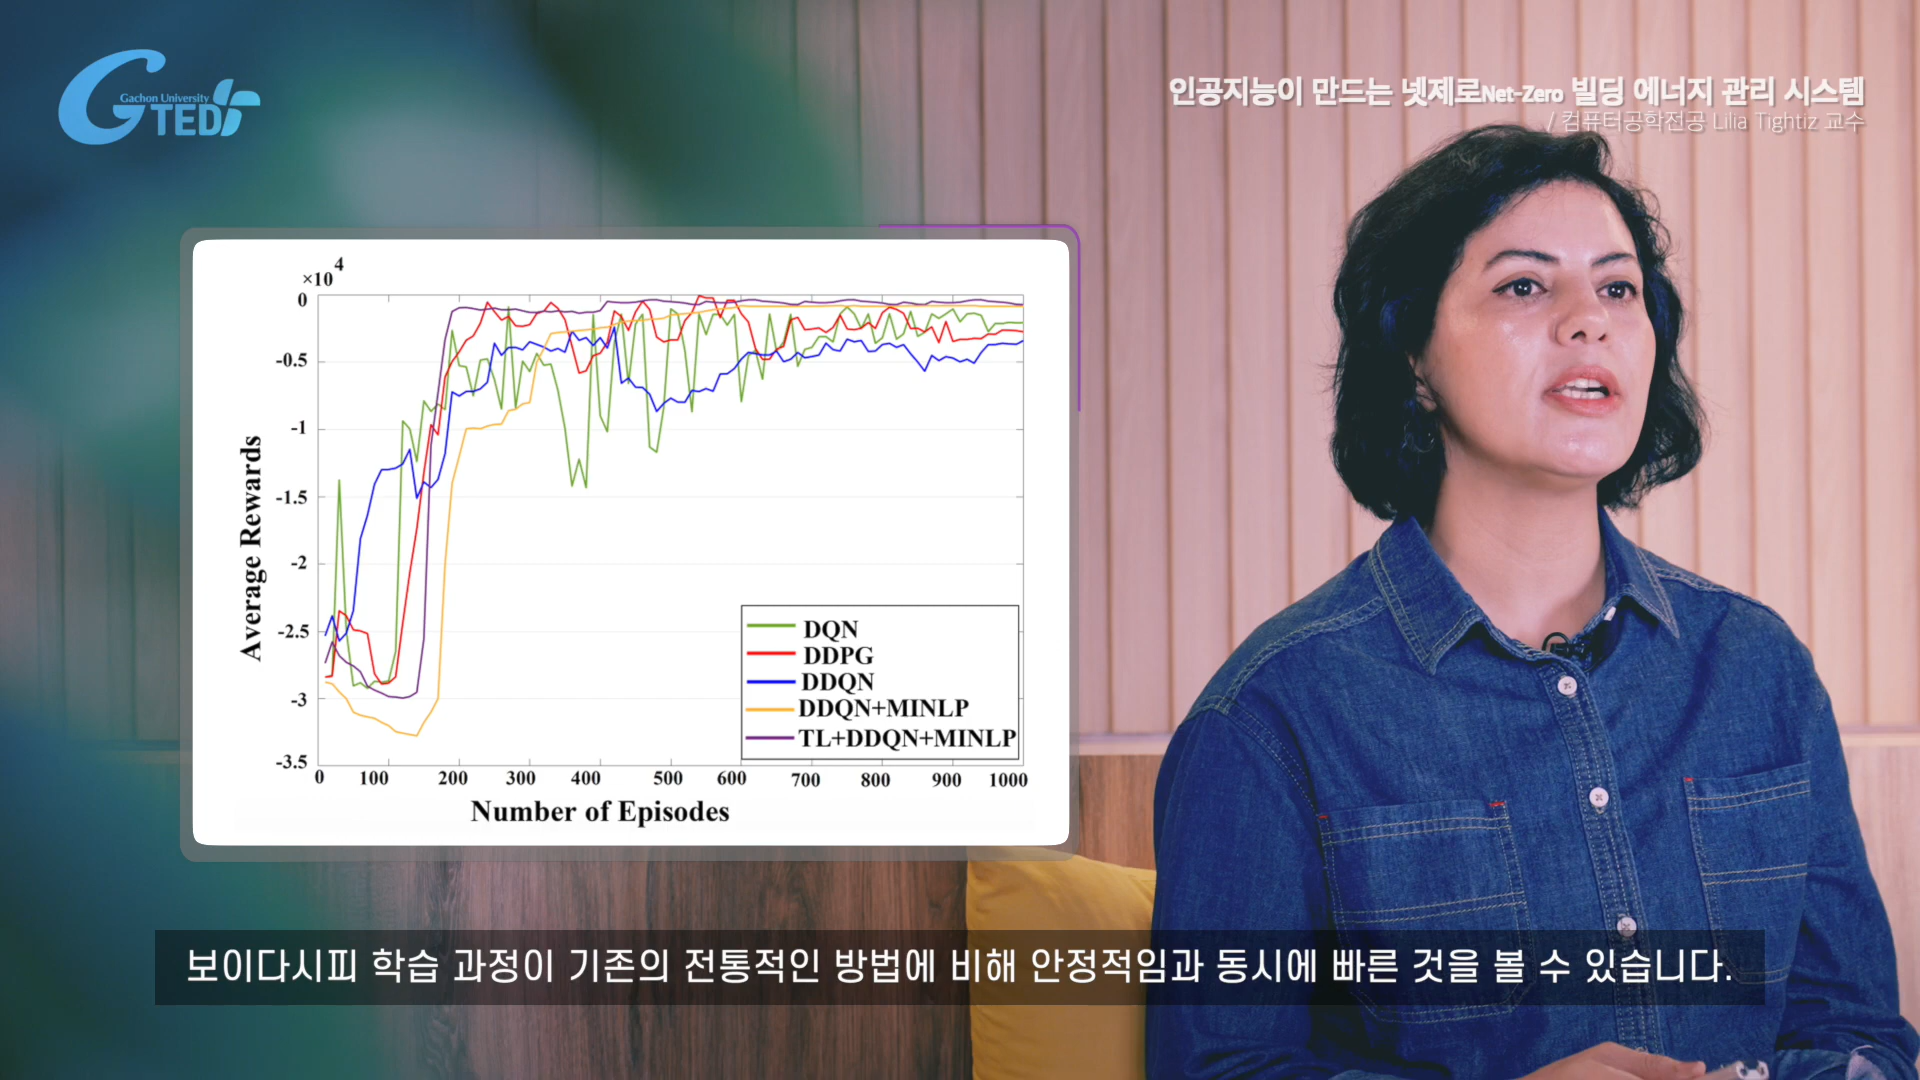 Gachon University
GTED
인공지능이 만드는 넷제로Net-Zero 빌딩 에너지 관리 시스템
/ 컴퓨터공학전공 Lilia Tightiz 교수
×10 4
0
-0.5
-1
-1.5
-2
-2.5
-3
-3.5
Average Rewards
DQN
DDPG
DDQN
DDQN+MINLP
TL+DDQN+MINLP
0 100 200 300 400 500 600 700 800 900 1000
Number of Episodes
보이다시피 학습 과정이 기존의 전통적인 방법에 비해 안정적임과 동시에 빠른 것을 볼 수 있습니다.